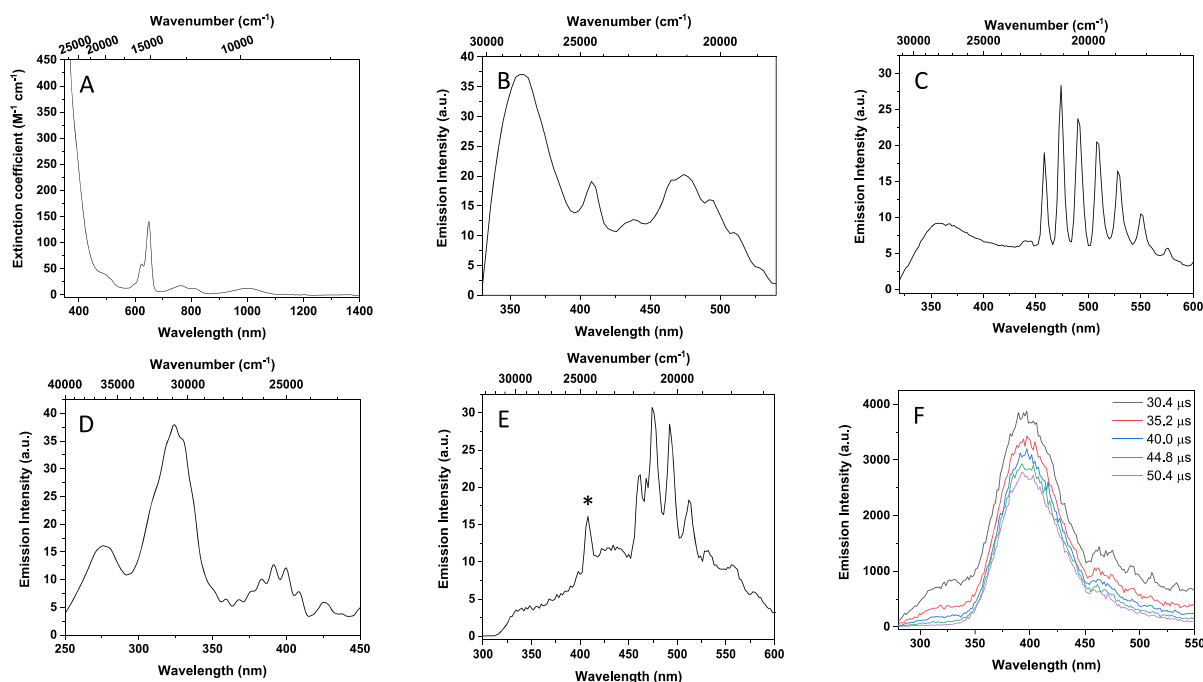 Wavenumber (cm⁻¹)
25000 20000 15000 10000
A
Extinction coefficient (M⁻¹ cm⁻¹)
450
400
350
300
250
200
150
100
50
0
400 600 800 1000 1200 1400
Wavelength (nm)
Wavenumber (cm⁻¹)
30000 25000 20000
B
Emission Intensity (a.u.)
40
35
30
25
20
15
10
5
0
350 400 450 500
Wavelength (nm)
Wavenumber (cm⁻¹)
30000 25000 20000
C
Emission Intensity (a.u.)
30
25
20
15
10
5
0
350 400 450 500 550 600
Wavelength (nm)
Wavenumber (cm⁻¹)
40000 35000 30000 25000
D
Emission Intensity (a.u.)
40
35
30
25
20
15
10
5
0
250 300 350 400 450
Wavelength (nm)
Wavenumber (cm⁻¹)
30000 25000 20000
E
*
Emission Intensity (a.u.)
30
25
20
15
10
5
0
300 350 400 450 500 550 600
Wavelength (nm)
F
30.4 μs
35.2 μs
40.0 μs
44.8 μs
50.4 μs
Emission Intensity (a.u.)
4000
3000
2000
1000
0
300 350 400 450 500 550
Wavelength (nm)